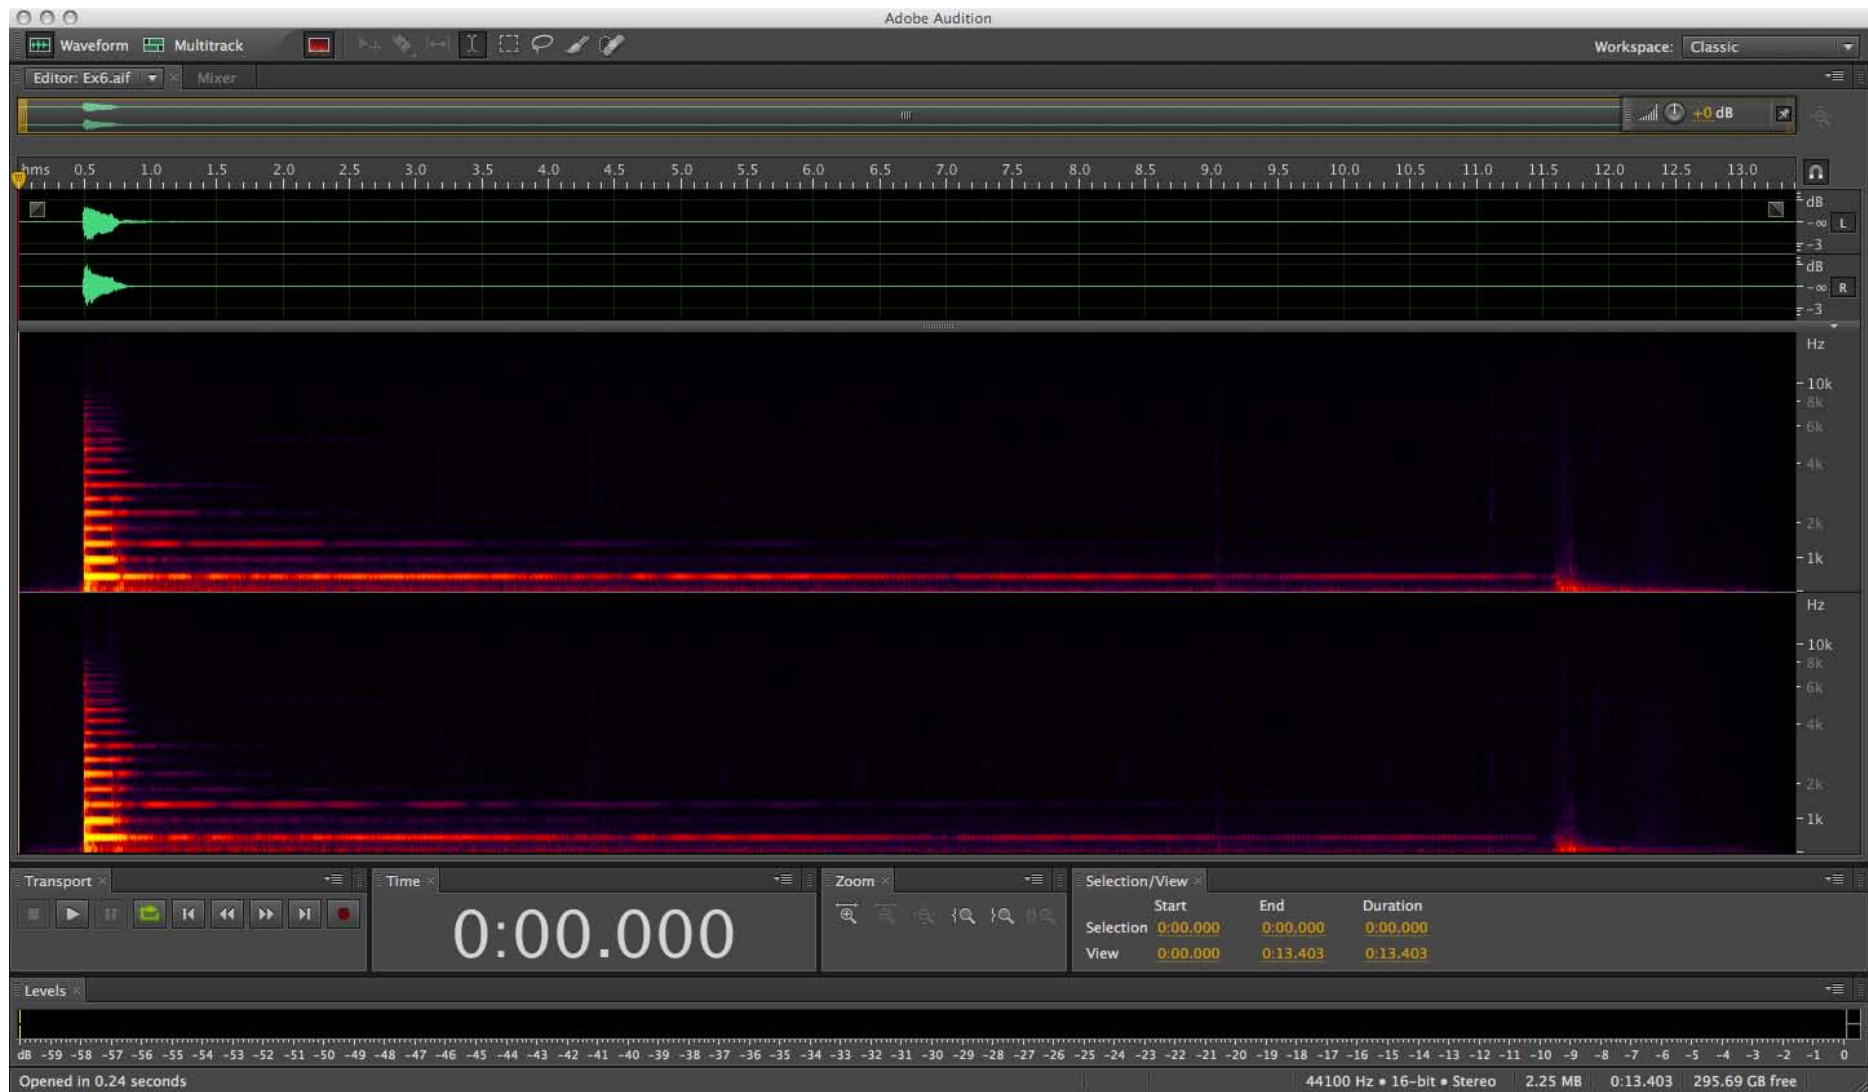 Adobe Audition
Waveform Multitrack Workspace: Classic
Editor: Ex6.aif Mixer
+0 dB
hms 0.5 1.0 1.5 2.0 2.5 3.0 3.5 4.0 4.5 5.0 5.5 6.0 6.5 7.0 7.5 8.0 8.5 9.0 9.5 10.0 10.5 11.0 11.5 12.0 12.5 13.0
dB
-∞ L
-3
dB
-∞ R
-3
Hz
10k
8k
6k
4k
2k
1k
Hz
10k
8k
6k
4k
2k
1k
Transport Time Zoom Selection/View
Start End Duration
Selection 0:00.000 0:00.000 0:00.000
View 0:00.000 0:13.403 0:13.403
0:00.000
Levels
dB -59 -58 -57 -56 -55 -54 -53 -52 -51 -50 -49 -48 -47 -46 -45 -44 -43 -42 -41 -40 -39 -38 -37 -36 -35 -34 -33 -32 -31 -30 -29 -28 -27 -26 -25 -24 -23 -22 -21 -20 -19 -18 -17 -16 -15 -14 -13 -12 -11 -10 -9 -8 -7 -6 -5 -4 -3 -2 -1 0
Opened in 0.24 seconds 44100 Hz • 16-bit • Stereo 2.25 MB 0:13.403 295.69 GB free